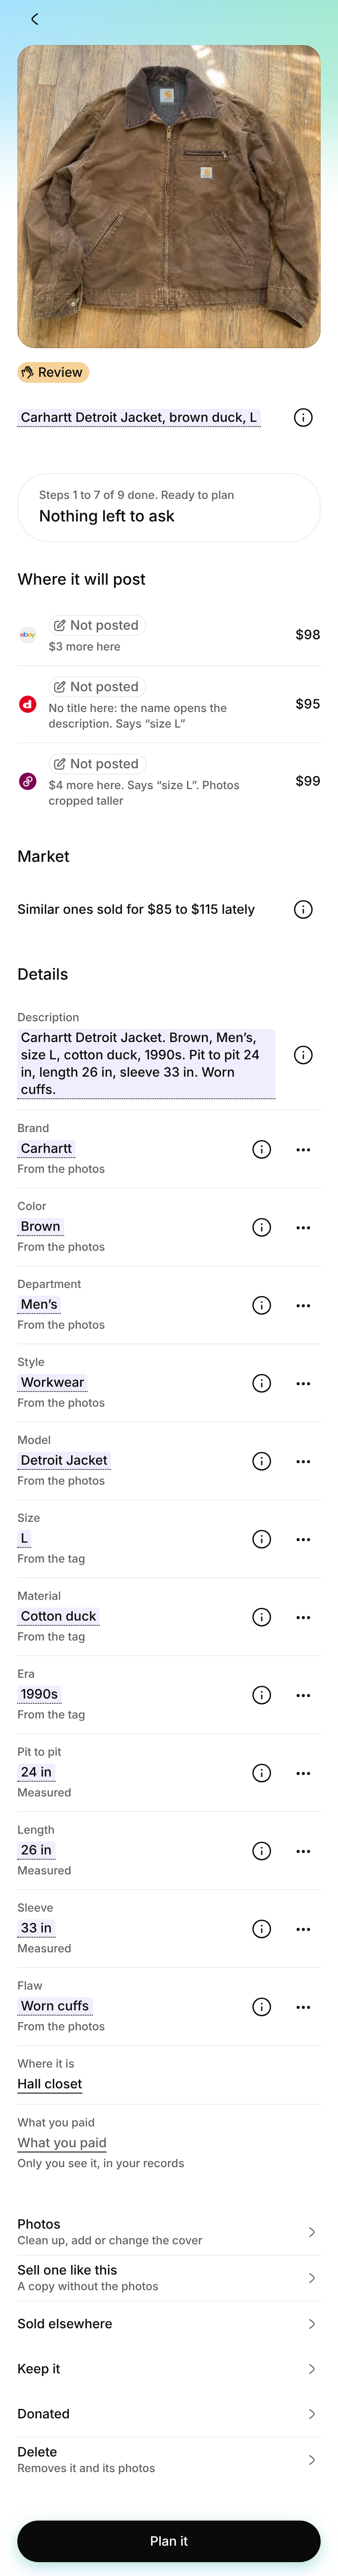 Review
Carhartt Detroit Jacket, brown duck, L
Steps 1 to 7 of 9 done. Ready to plan
Nothing left to ask
Where it will post
ebay
Not posted
$98
$3 more here
Not posted
$95
No title here: the name opens the
description. Says “size L”
Not posted
$99
$4 more here. Says “size L”. Photos
cropped taller
Market
Similar ones sold for $85 to $115 lately
Details
Description
Carhartt Detroit Jacket. Brown, Men’s,
size L, cotton duck, 1990s. Pit to pit 24
in, length 26 in, sleeve 33 in. Worn
cuffs.
Brand
Carhartt
From the photos
Color
Brown
From the photos
Department
Men’s
From the photos
Style
Workwear
From the photos
Model
Detroit Jacket
From the photos
Size
L
From the tag
Material
Cotton duck
From the tag
Era
1990s
From the tag
Pit to pit
24 in
Measured
Length
26 in
Measured
Sleeve
33 in
Measured
Flaw
Worn cuffs
From the photos
Where it is
Hall closet
What you paid
What you paid
Only you see it, in your records
Photos
Clean up, add or change the cover
Sell one like this
A copy without the photos
Sold elsewhere
Keep it
Donated
Delete
Removes it and its photos
Plan it